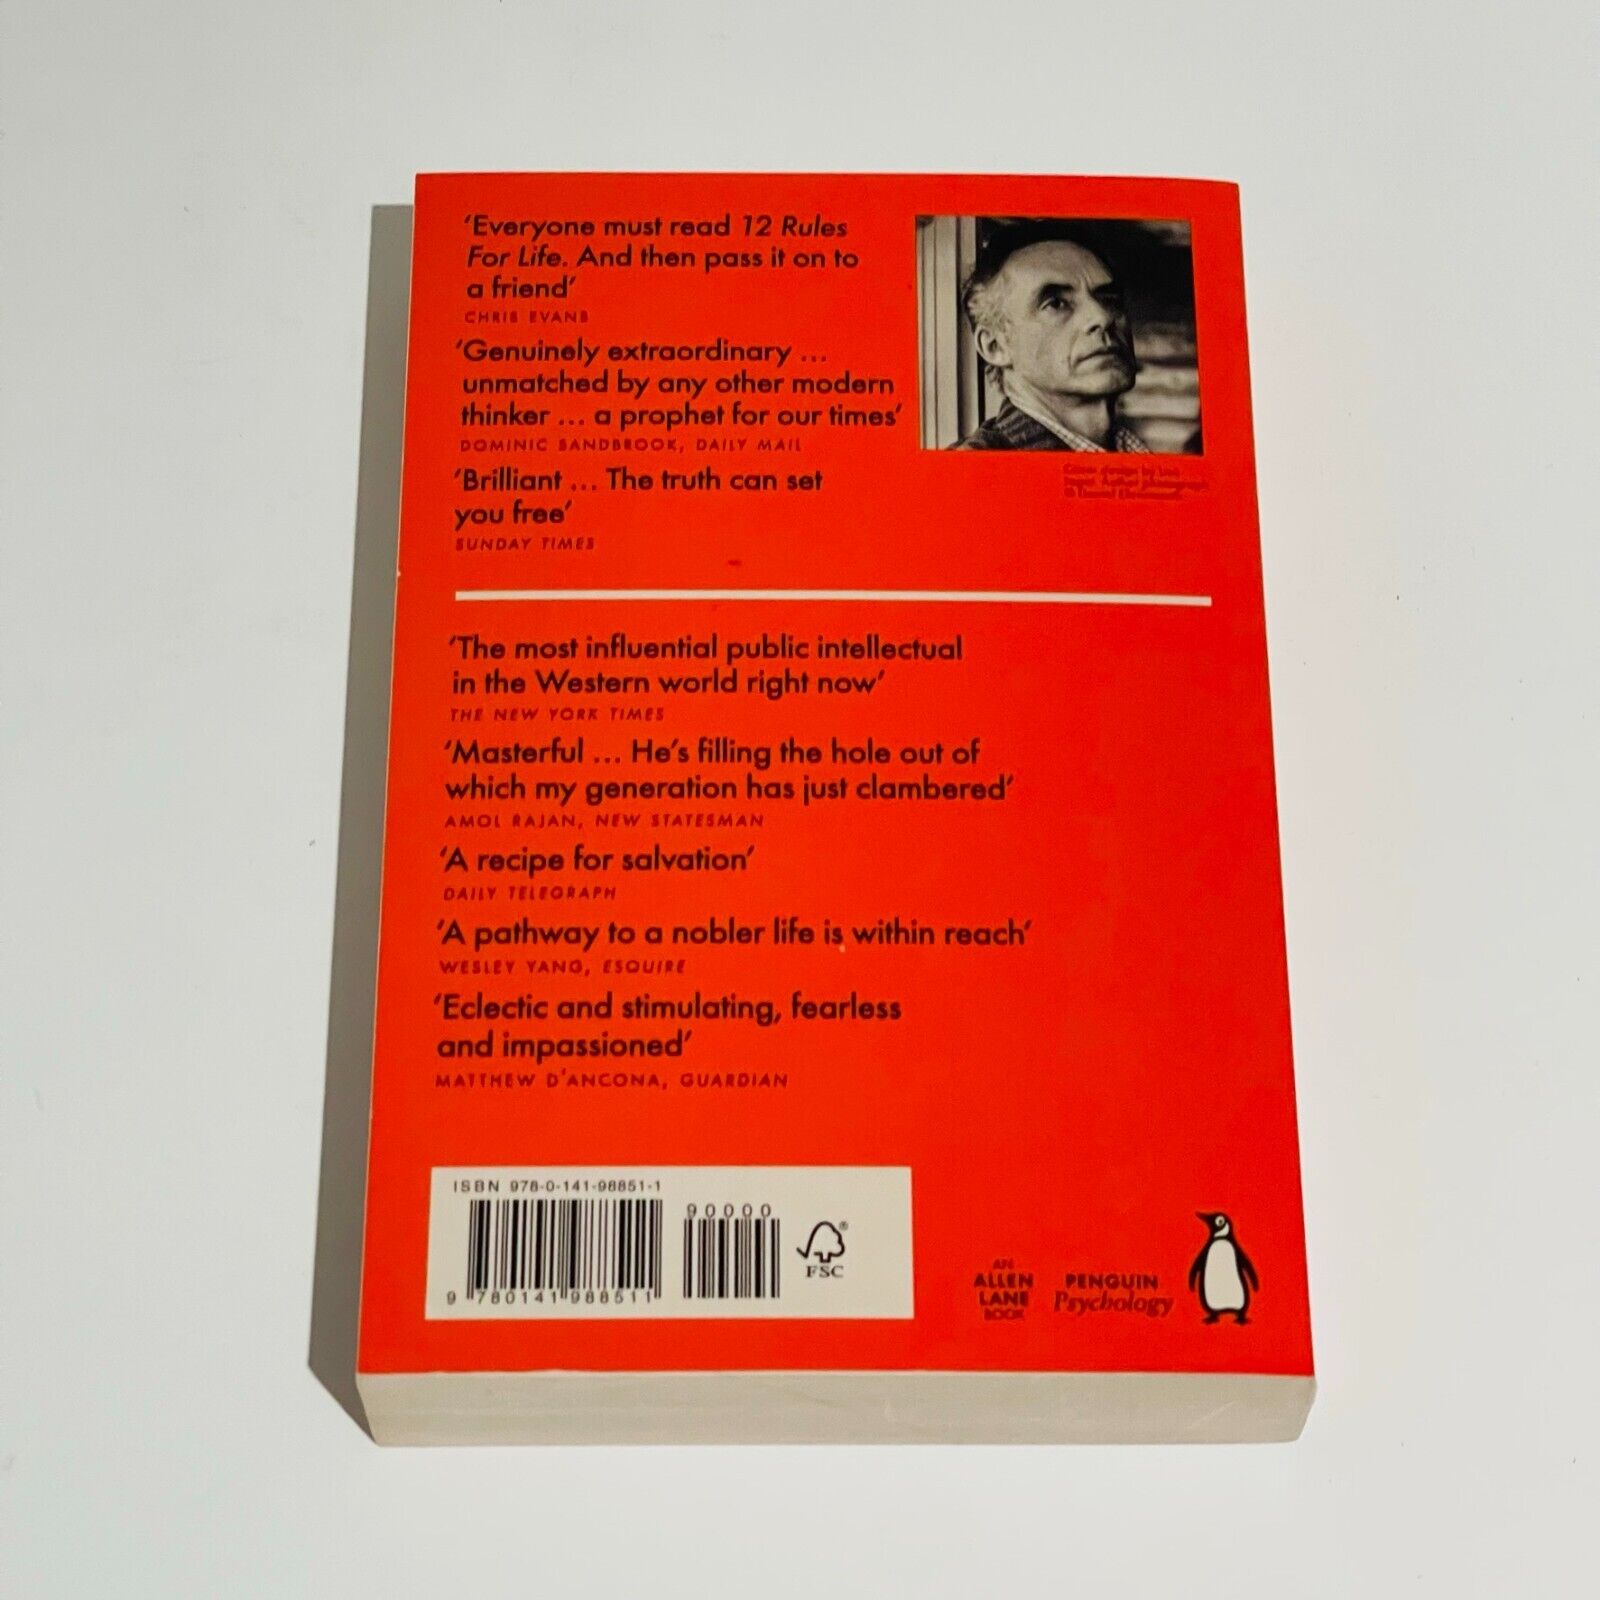 ‘Everyone must read 12 Rules
For Life. And then pass it on to
a friend’
CHRIS EVANS
‘Genuinely extraordinary ...
unmatched by any other modern
thinker ... a prophet for our times’
DOMINIC SANDBROOK, DAILY MAIL
‘Brilliant ... The truth can set
you free’
SUNDAY TIMES
Cover design by
Author photograph
© David
‘The most influential public intellectual
in the Western world right now’
THE NEW YORK TIMES
‘Masterful ... He’s filling the hole out of
which my generation has just clambered’
AMOL RAJAN, NEW STATESMAN
‘A recipe for salvation’
DAILY TELEGRAPH
‘A pathway to a nobler life is within reach’
WESLEY YANG, ESQUIRE
‘Eclectic and stimulating, fearless
and impassioned’
MATTHEW D’ANCONA, GUARDIAN
ISBN 978-0-141-98851-1
90000
9 780141 988511
FSC
AN
ALLEN
LANE
BOOK
PENGUIN
Psychology